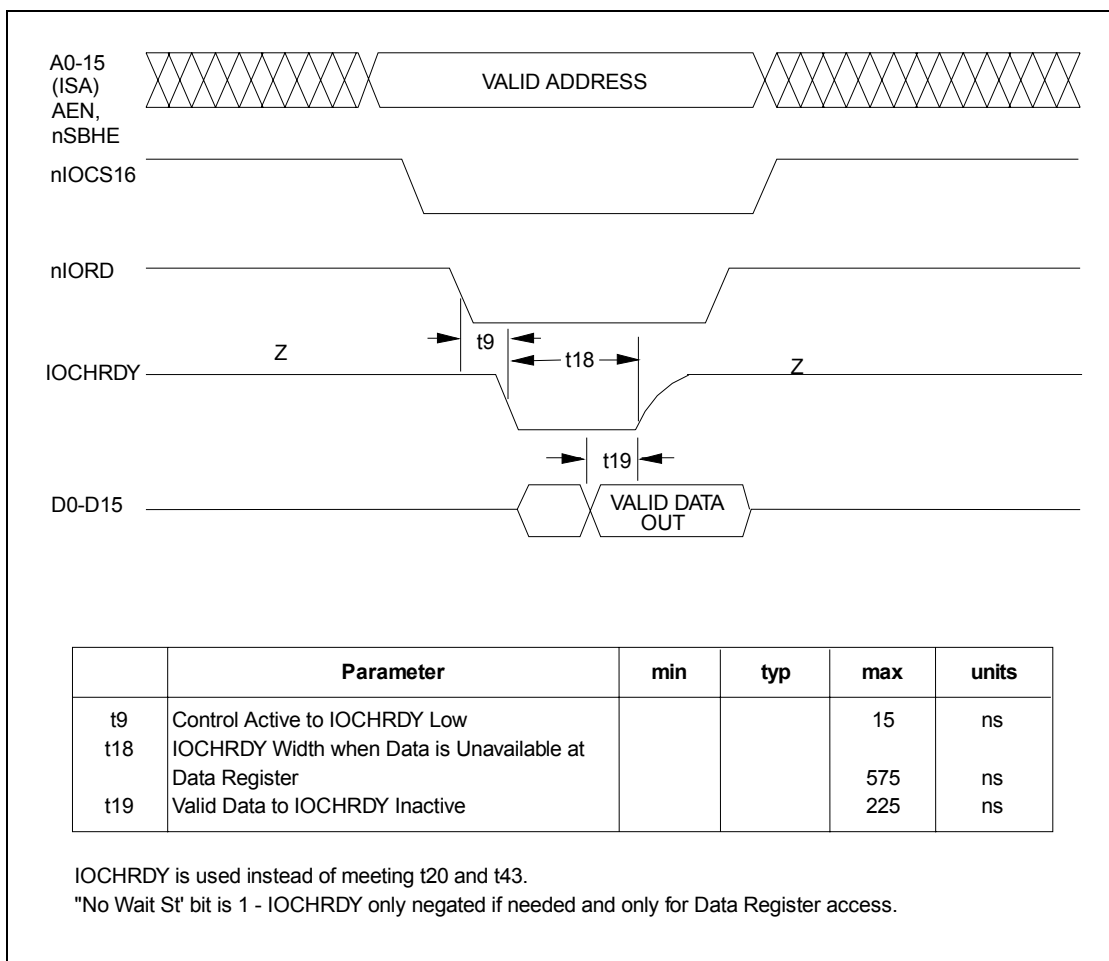 A0-15
(ISA)
AEN,
nSBHE
VALID ADDRESS
nIOCS16
nIORD
t9
t18
Z
Z
IOCHRDY
t19
D0-D15
VALID DATA
OUT
Parameter min typ max units
t9 Control Active to IOCHRDY Low 15 ns
t18 IOCHRDY Width when Data is Unavailable at
Data Register 575 ns
t19 Valid Data to IOCHRDY Inactive 225 ns
IOCHRDY is used instead of meeting t20 and t43.
"No Wait St' bit is 1 - IOCHRDY only negated if needed and only for Data Register access.